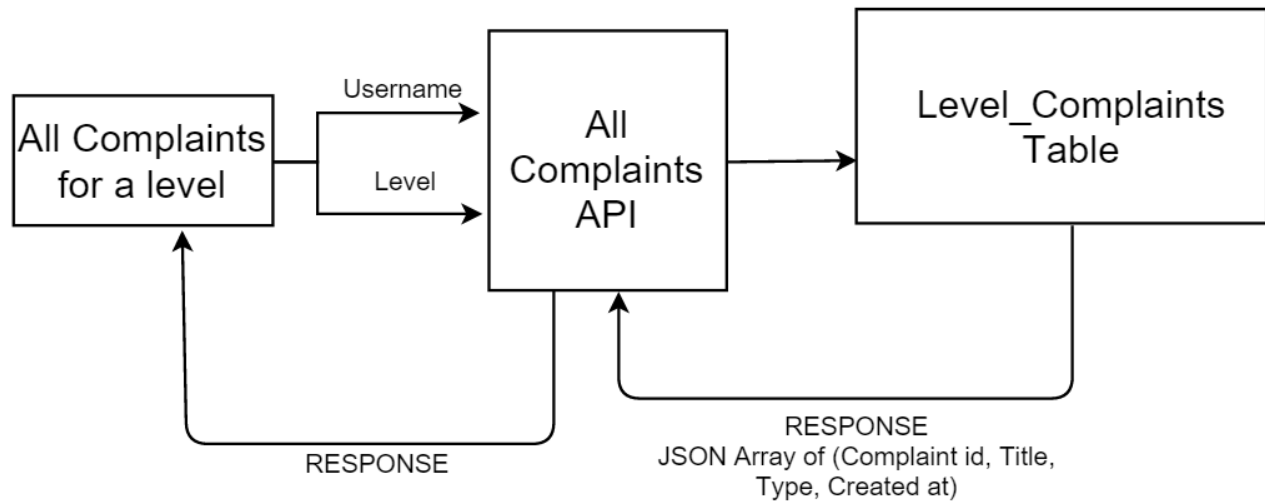 All Complaints
for a level
Username
Level
All
Complaints
API
Level_Complaints
Table
RESPONSE
RESPONSE
JSON Array of (Complaint id, Title,
Type, Created at)